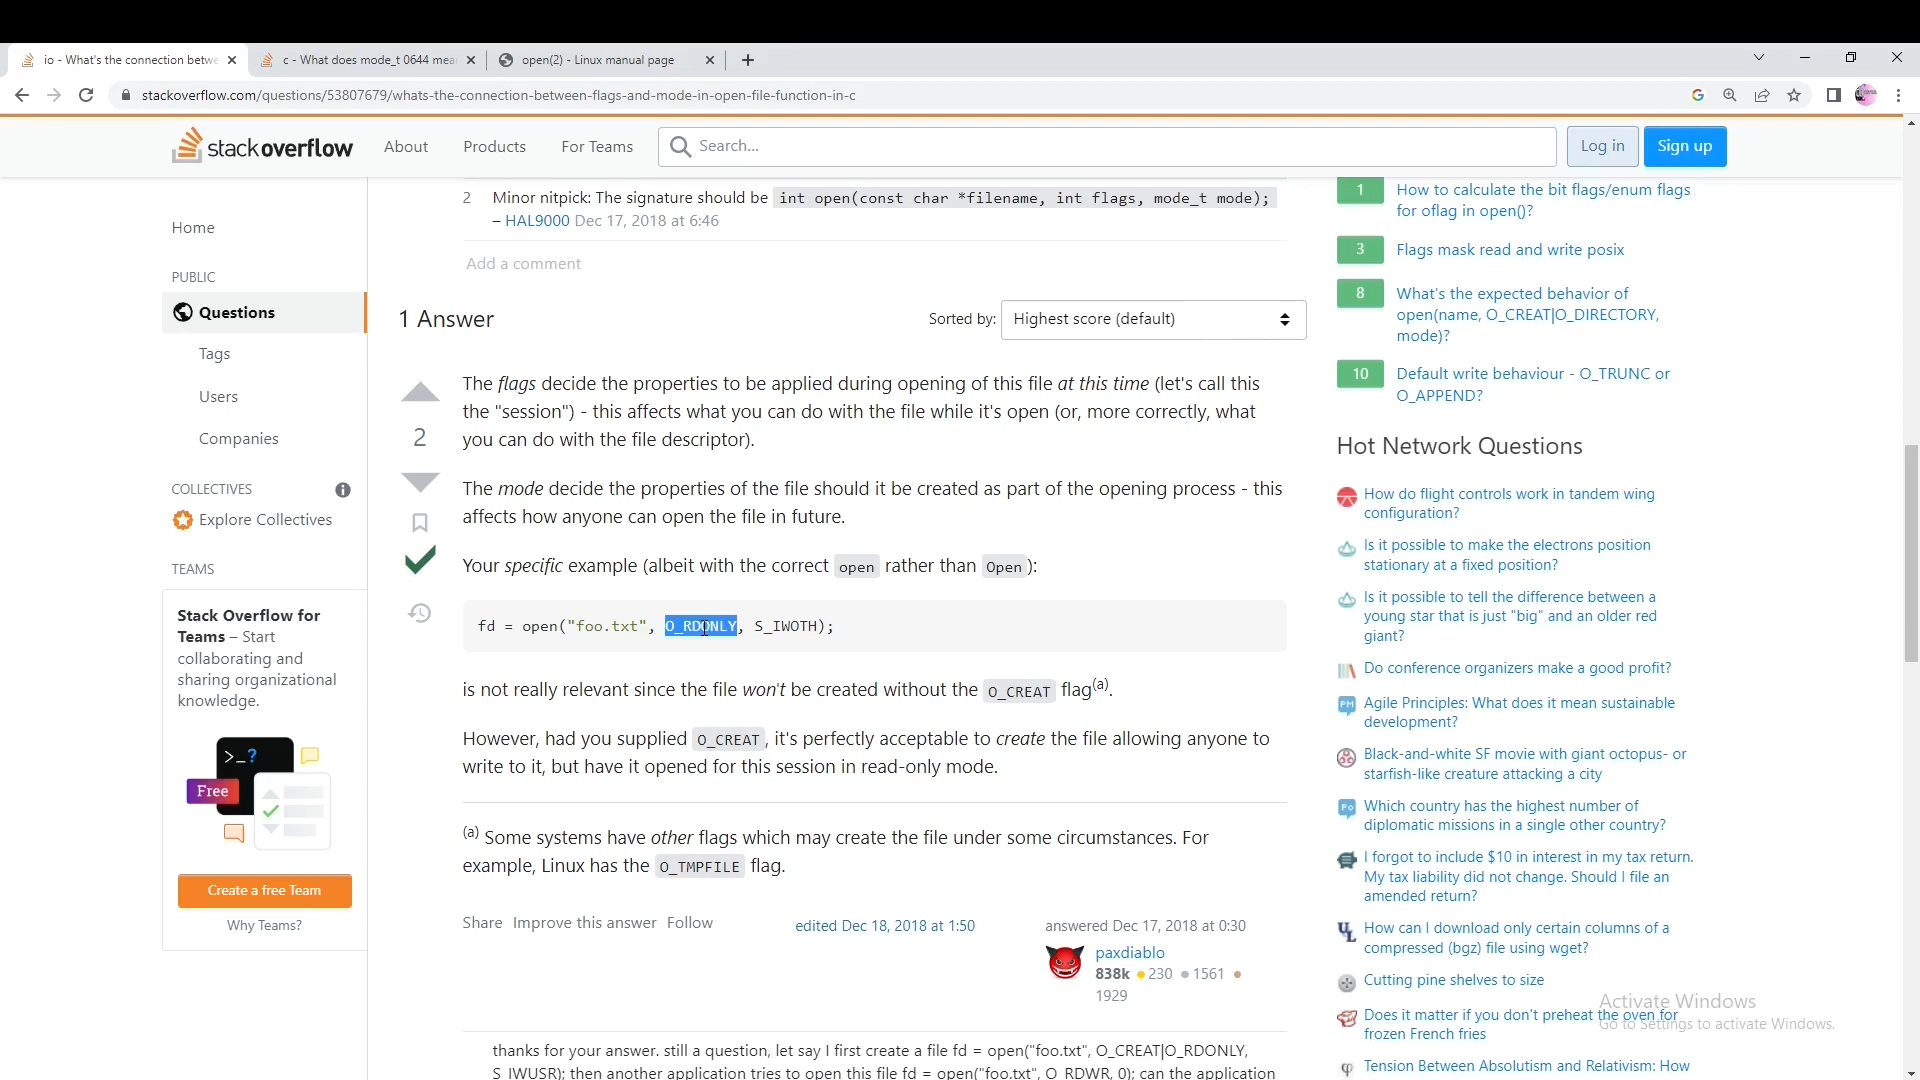 io - What's the connection betwe
c - What does mode_t 0644 mea
open(2) - Linux manual page
stackoverflow.com/questions/53807679/whats-the-connection-between-flags-and-mode-in-open-file-function-in-c
stackoverflow
About
Products
For Teams
Search...
Log in
Sign up
Home
PUBLIC
Questions
Tags
Users
Companies
COLLECTIVES
Explore Collectives
TEAMS
Stack Overflow for
Teams – Start
collaborating and
sharing organizational
knowledge.
>_?
Free
Create a free Team
Why Teams?
2 Minor nitpick: The signature should be int open(const char *filename, int flags, mode_t mode);
– HAL9000 Dec 17, 2018 at 6:46
Add a comment
1 Answer
Sorted by: Highest score (default)
The flags decide the properties to be applied during opening of this file at this time (let's call this
the "session") - this affects what you can do with the file while it's open (or, more correctly, what
2 you can do with the file descriptor).
The mode decide the properties of the file should it be created as part of the opening process - this
affects how anyone can open the file in future.
Your specific example (albeit with the correct open rather than Open):
fd = open("foo.txt", O_RDONLY, S_IWOTH);
is not really relevant since the file won't be created without the O_CREAT flag(a).
However, had you supplied O_CREAT, it's perfectly acceptable to create the file allowing anyone to
write to it, but have it opened for this session in read-only mode.
(a) Some systems have other flags which may create the file under some circumstances. For
example, Linux has the O_TMPFILE flag.
Share Improve this answer Follow
edited Dec 18, 2018 at 1:50
answered Dec 17, 2018 at 0:30
paxdiablo
838k 230 1561
1929
thanks for your answer. still a question, let say I first create a file fd = open("foo.txt", O_CREAT|O_RDONLY,
S_IWUSR); then another application tries to open this file fd = open("foo.txt", O_RDWR, 0); can the application
1 How to calculate the bit flags/enum flags
for oflag in open()?
3 Flags mask read and write posix
8 What's the expected behavior of
open(name, O_CREAT|O_DIRECTORY,
mode)?
10 Default write behaviour - O_TRUNC or
O_APPEND?
Hot Network Questions
How do flight controls work in tandem wing
configuration?
Is it possible to make the electrons position
stationary at a fixed position?
Is it possible to tell the difference between a
young star that is just "big" and an older red
giant?
Do conference organizers make a good profit?
PM Agile Principles: What does it mean sustainable
development?
Black-and-white SF movie with giant octopus- or
starfish-like creature attacking a city
Po Which country has the highest number of
diplomatic missions in a single other country?
I forgot to include $10 in interest in my tax return.
My tax liability did not change. Should I file an
amended return?
UL How can I download only certain columns of a
compressed (bgz) file using wget?
Cutting pine shelves to size
Does it matter if you don't preheat the oven for
frozen French fries
φ Tension Between Absolutism and Relativism: How
Activate Windows
Go to Settings to activate Windows.